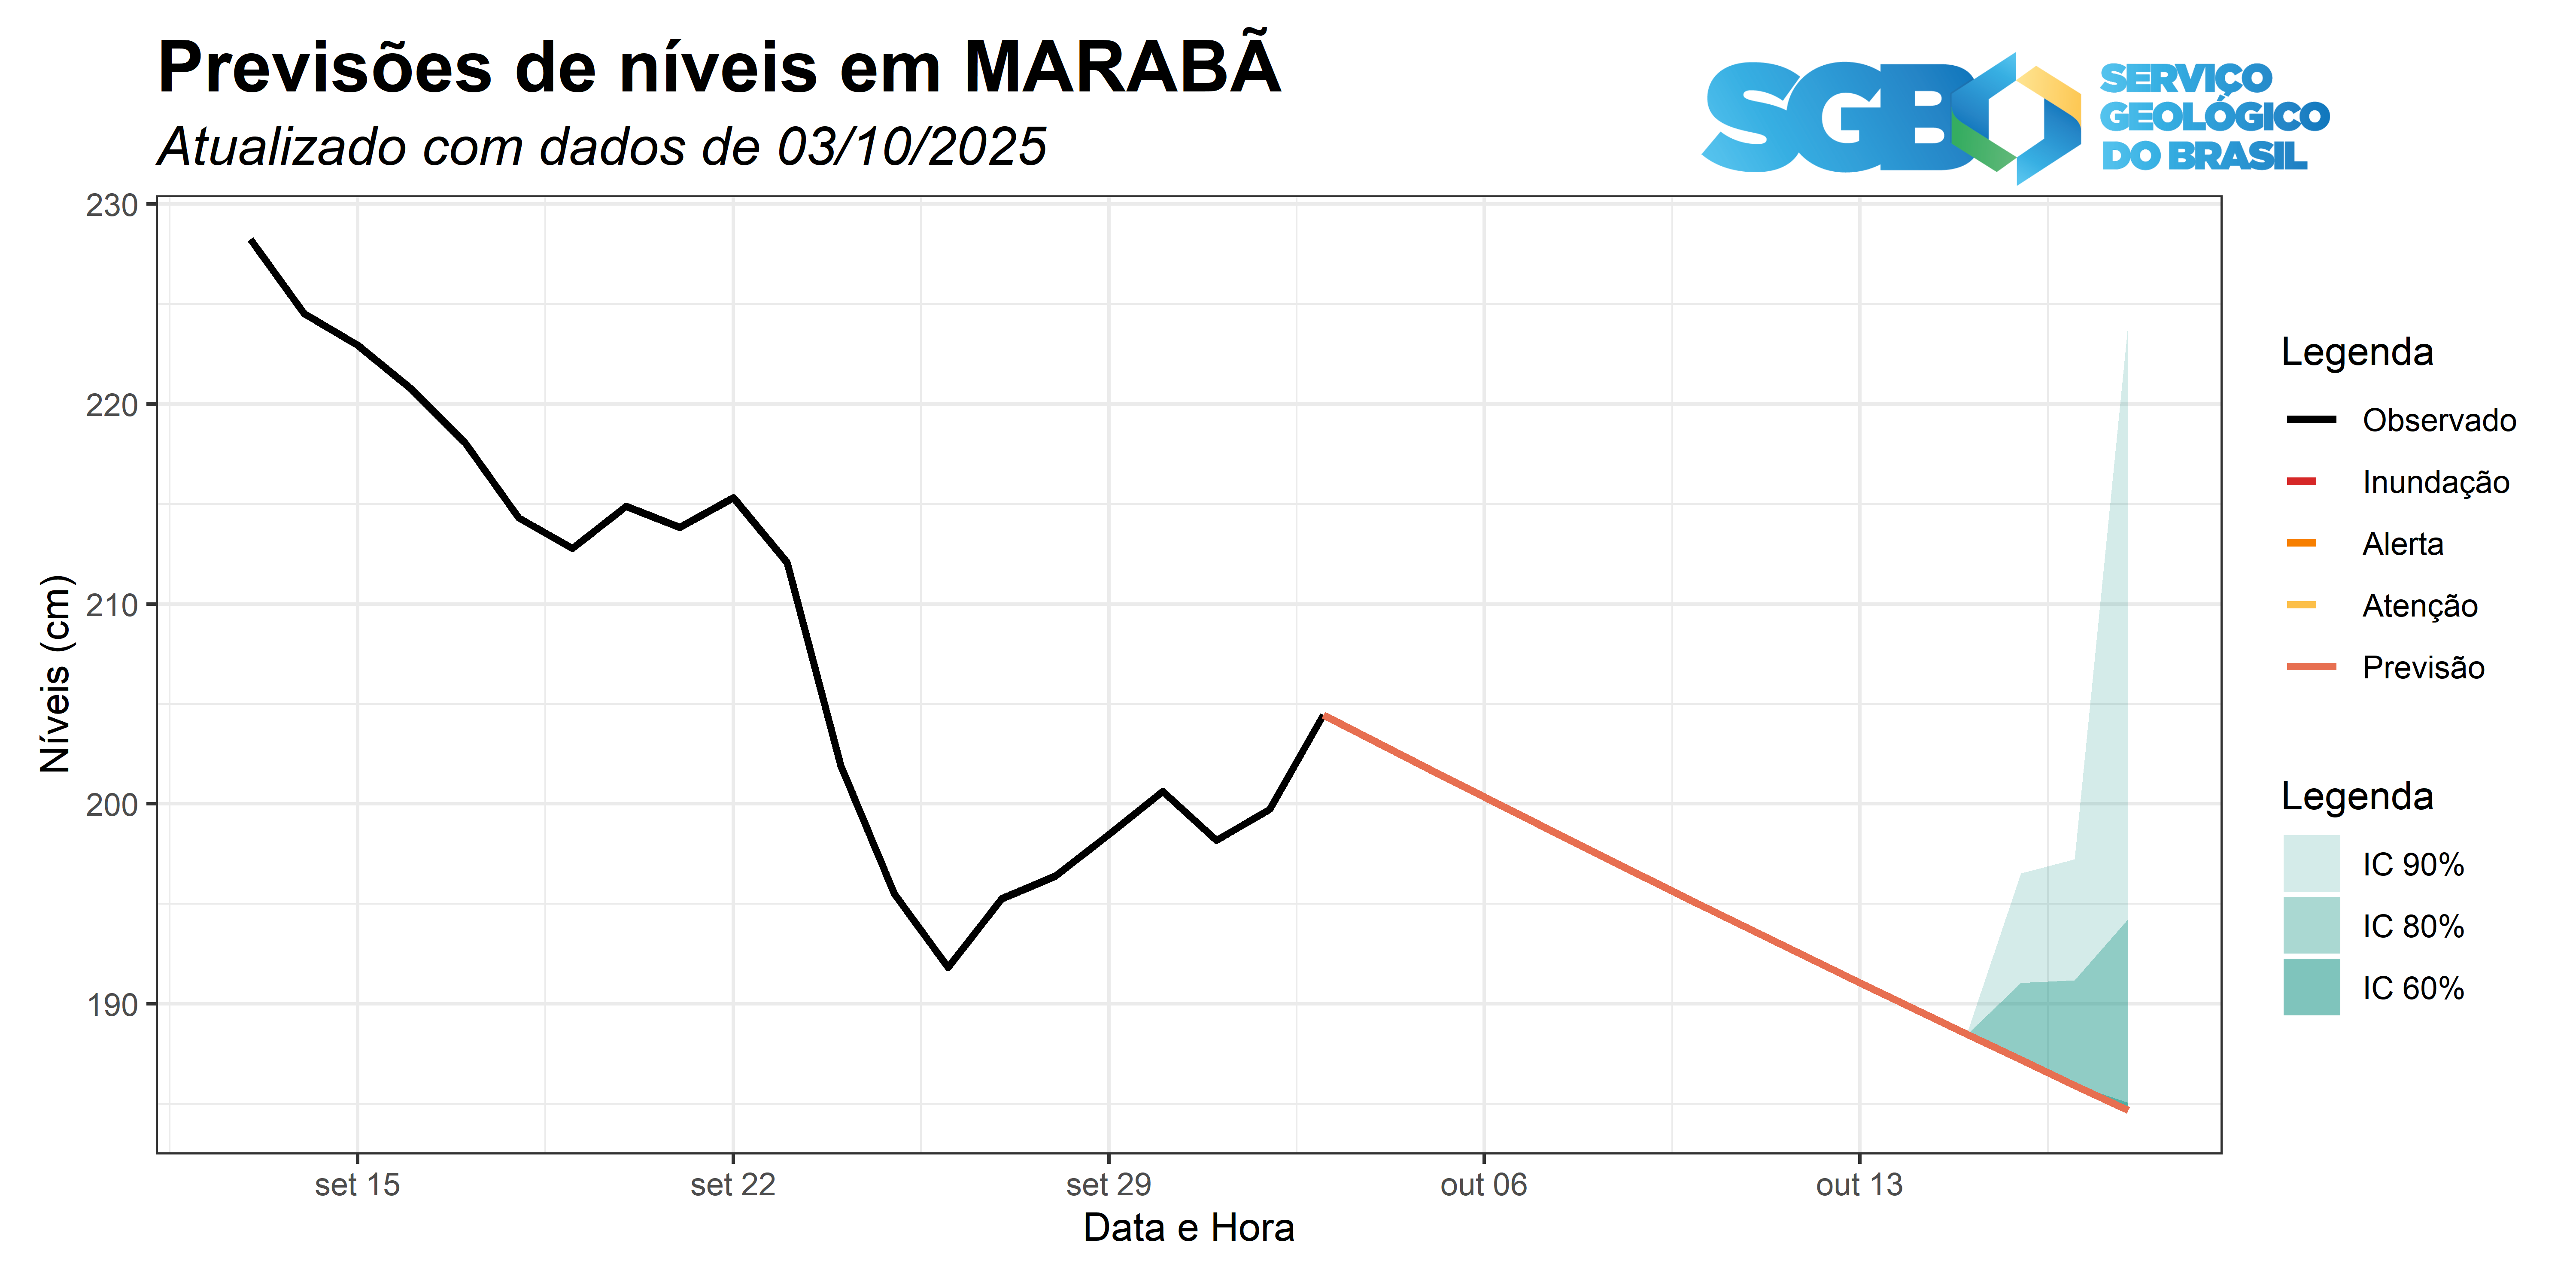 Previsões de níveis em MARABÃ
Atualizado com dados de 03/10/2025
SGB
SERVIÇO
GEOLÓGICO
DO BRASIL
230
220
210
200
190
Níveis (cm)
set 15
set 22
set 29
out 06
out 13
Data e Hora
Legenda
Observado
Inundação
Alerta
Atenção
Previsão
Legenda
IC 90%
IC 80%
IC 60%